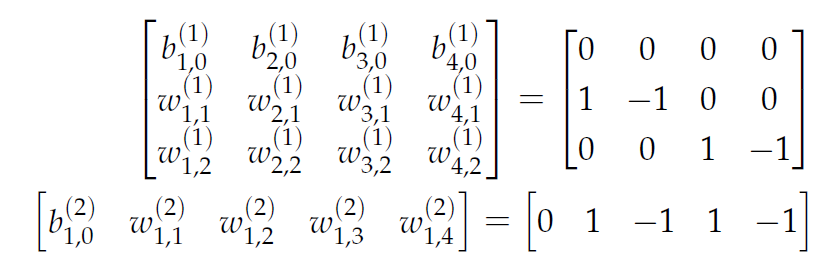 [b_{1,0}^{(1)} b_{2,0}^{(1)} b_{3,0}^{(1)} b_{4,0}^{(1)}] = [0 0 0 0]
[w_{1,1}^{(1)} w_{2,1}^{(1)} w_{3,1}^{(1)} w_{4,1}^{(1)}] = [1 −1 0 0]
[w_{1,2}^{(1)} w_{2,2}^{(1)} w_{3,2}^{(1)} w_{4,2}^{(1)}] = [0 0 1 −1]
[b_{1,0}^{(2)} w_{1,1}^{(2)} w_{1,2}^{(2)} w_{1,3}^{(2)} w_{1,4}^{(2)}] = [0 1 −1 1 −1]